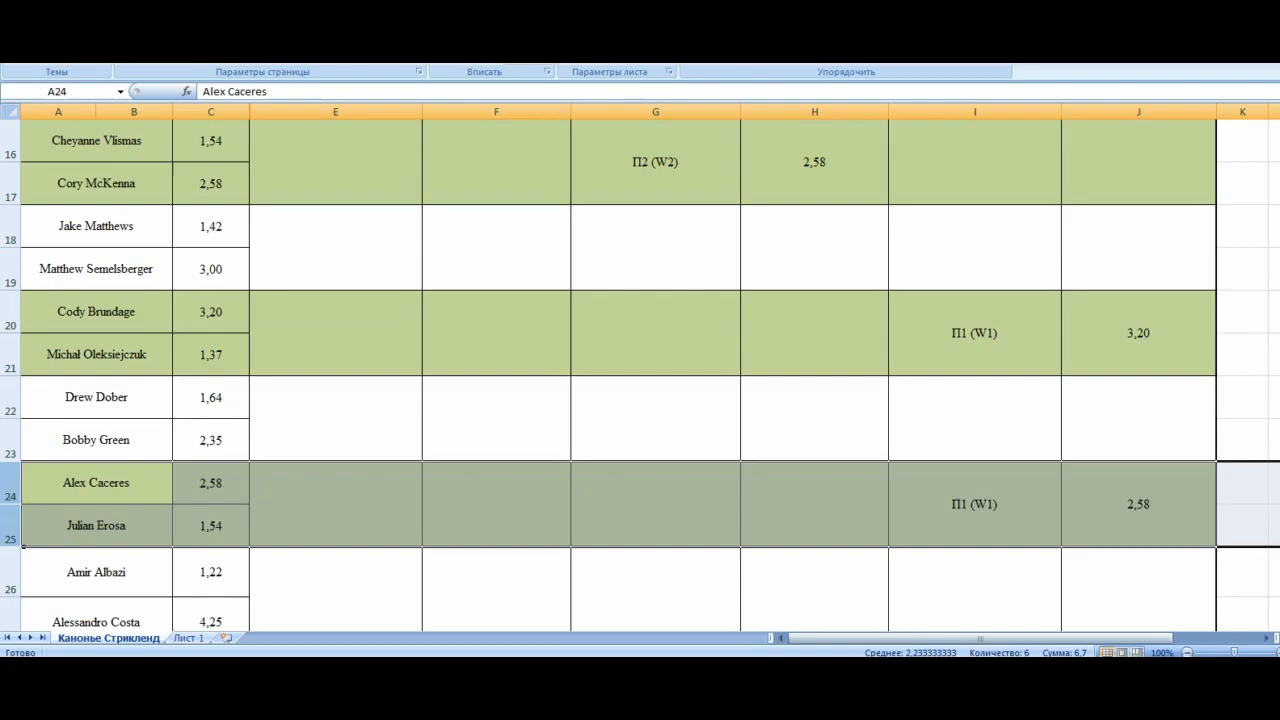 Темы Параметры страницы Вписать Параметры листа Упорядочить
A24 fx Alex Caceres
A B C E F G H I J K
16 Cheyanne Vlismas 1,54
П2 (W2) 2,58
17 Cory McKenna 2,58
18 Jake Matthews 1,42
19 Matthew Semelsberger 3,00
20 Cody Brundage 3,20
П1 (W1) 3,20
21 Michał Oleksiejczuk 1,37
22 Drew Dober 1,64
23 Bobby Green 2,35
24 Alex Caceres 2,58
П1 (W1) 2,58
25 Julian Erosa 1,54
26 Amir Albazi 1,22
Alessandro Costa 4,25
Канонье Стрикленд Лист 1
Готово Среднее: 2,233333333 Количество: 6 Сумма: 6,7 100%